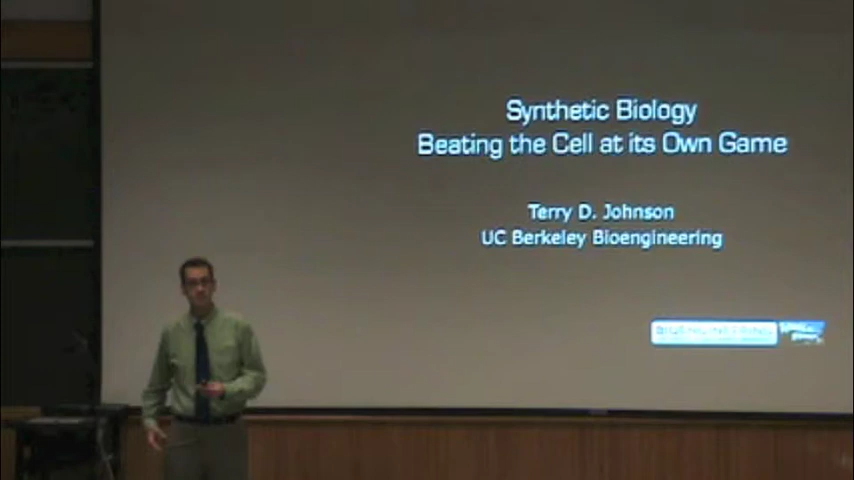 Synthetic Biology
Beating the Cell at its Own Game
Terry D. Johnson
UC Berkeley Bioengineering